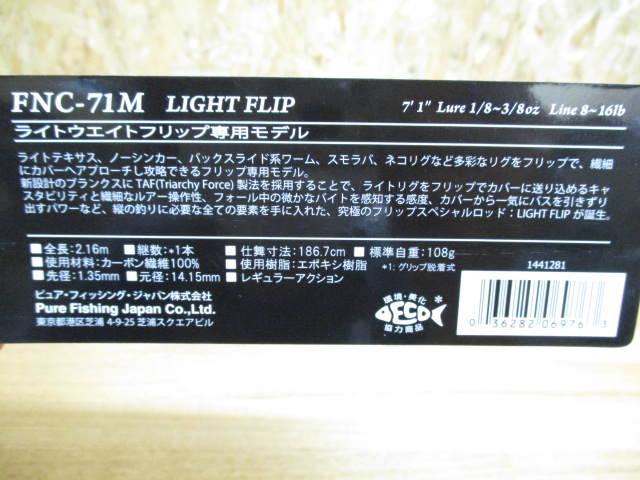 FNC-71M LIGHT FLIP 7' 1" Lure 1/8~3/8oz Line 8~16lb
ライトウエイトフリップ専用モデル
ライトテキサス、ノーシンカー、バックスライド系ワーム、スモラバ、ネコリグなど多彩なリグをフリップで、繊細
にカバーへアプローチし攻略できるフリップ専用モデル。
新設計のブランクスにTAF(Triarchy Force) 製法を採用することで、ライトリグをフリップでカバーに送り込めるキャ
スタビリティと繊細なルアー操作性、フォール中の微かなバイトを感知する感度、カバーから一気にバスを引きずり
出すパワーなど、縦の釣りに必要な全ての要素を手に入れた、究極のフリップスペシャルロッド：LIGHT FLIPが誕生。
■全長：2.16m ■継数：*1本 ■仕舞寸法：186.7cm ■標準自重：108g
■使用材料：カーボン繊維100% ■使用樹脂：エポキシ樹脂 *1：グリップ脱着式
■先径：1.35mm ■元径：14.15mm ■レギュラーアクション
1441281
ピュア・フィッシング・ジャパン株式会社
Pure Fishing Japan Co.,Ltd.
東京都港区芝浦 4-9-25 芝浦スクエアビル
環境・美化
ECO
協力商品
0 36282 06976 3